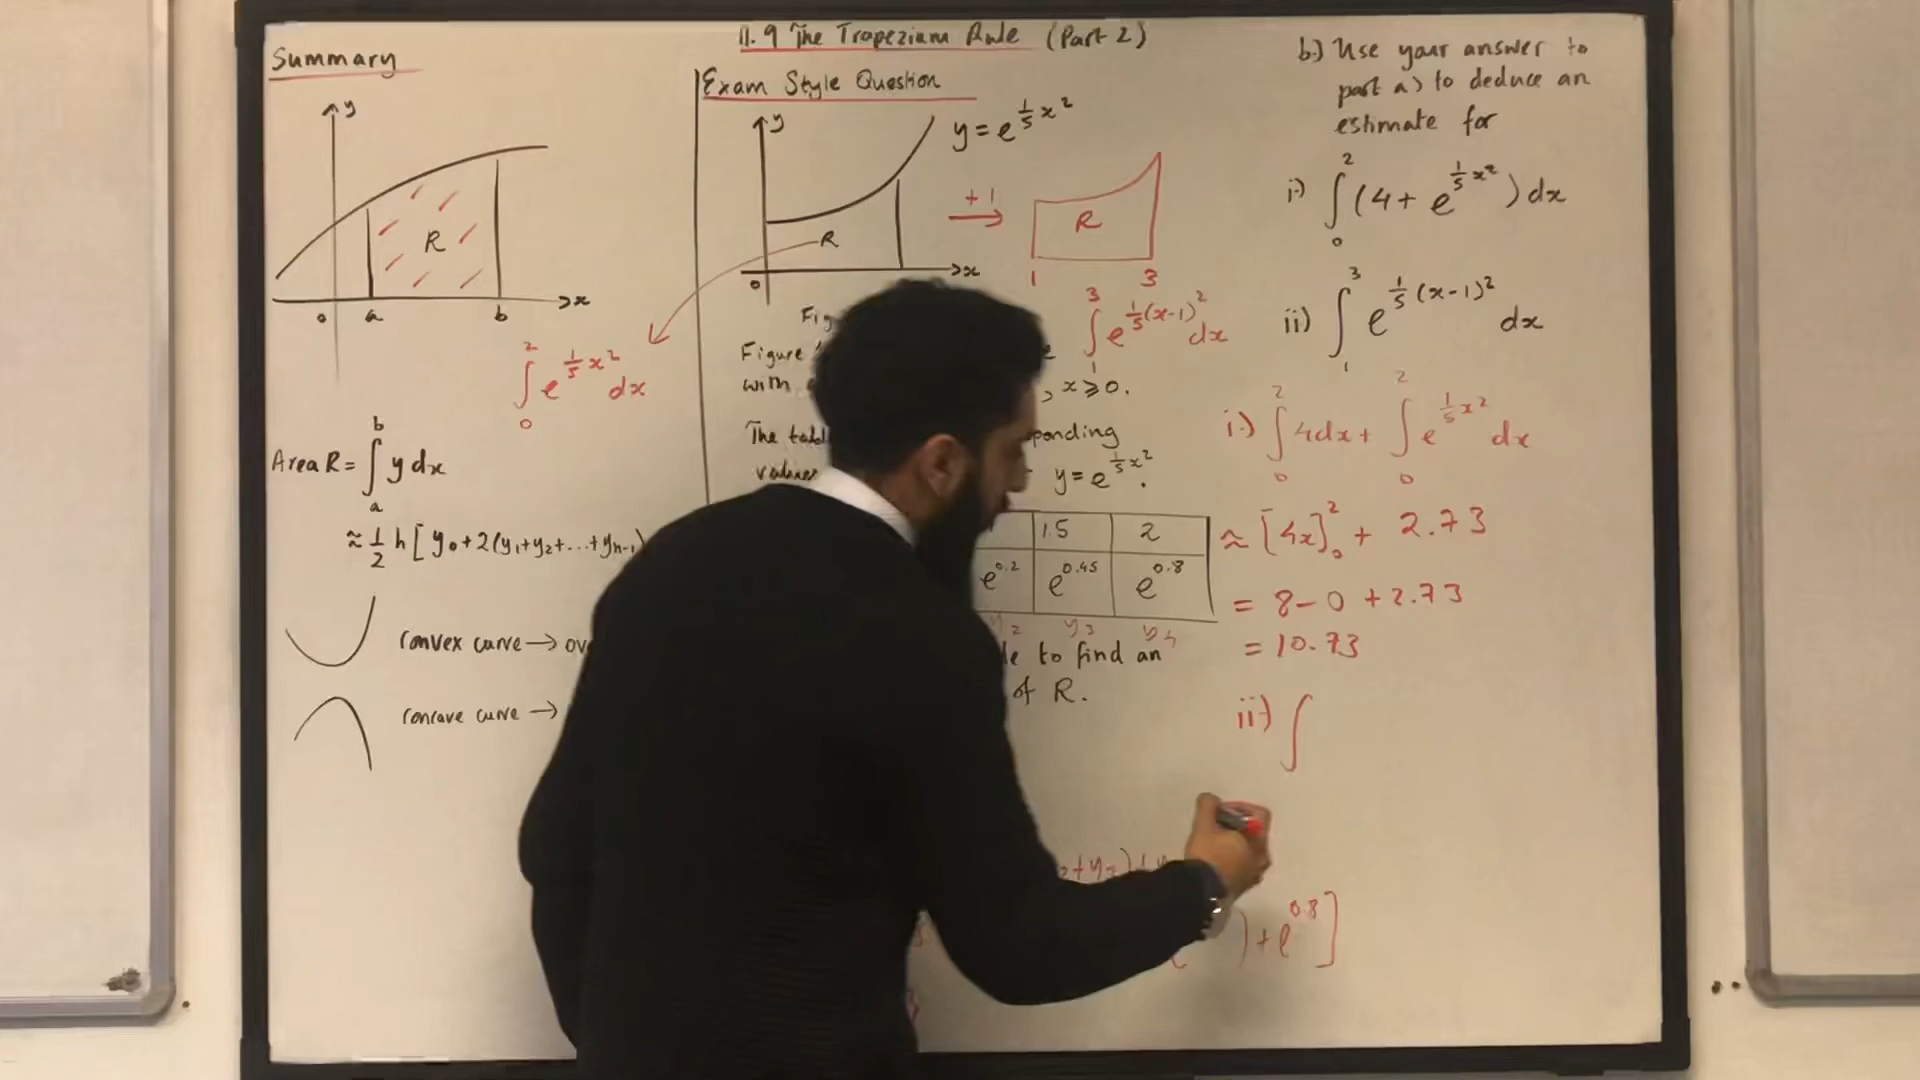 11.9 The Trapezium Rule (Part 2)
Summary
y
R
0 a b x
Area R = ∫ₐᵇ y dx
≈ 1/2 h [y₀ + 2(y₁+y₂+...+yₙ₋₁)
convex curve →
concave curve →
Exam Style Question
y
y = e^(1/5 x²)
R
0
x
+1 →
R
1 3
∫₀² e^(1/5 x²) dx
∫₁³ e^(1/5 (x-1)²) dx
Figure
with , x ⩾ 0.
The
values y = e^(1/5 x²).
1.5 2
e^0.2 e^0.45 e^0.8
y₂ y₃ y₄
to find an
of R.
) + e^0.8 ]
b.) Use your answer to
part a) to deduce an
estimate for
i.) ∫₀² (4 + e^(1/5 x²)) dx
ii) ∫₁³ e^(1/5 (x-1)²) dx
i.) ∫₀² 4dx + ∫₀² e^(1/5 x²) dx
≈ [4x]₀² + 2.73
= 8 - 0 + 2.73
= 10.73
ii.) ∫